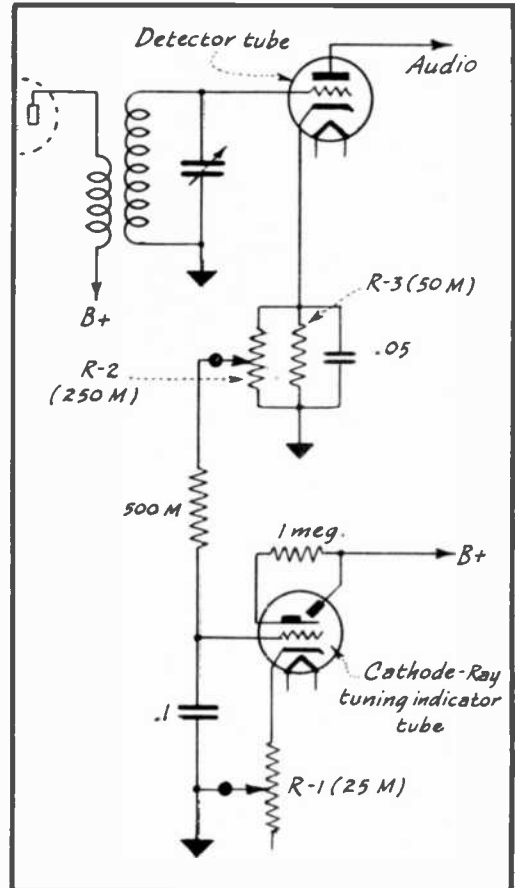 Detector tube
Audio
B+
R-3 (50 M)
.05
R-2
(250 M)
500 M
1 meg.
B+
.1
Cathode-Ray
tuning indicator
tube
R-1 (25 M)